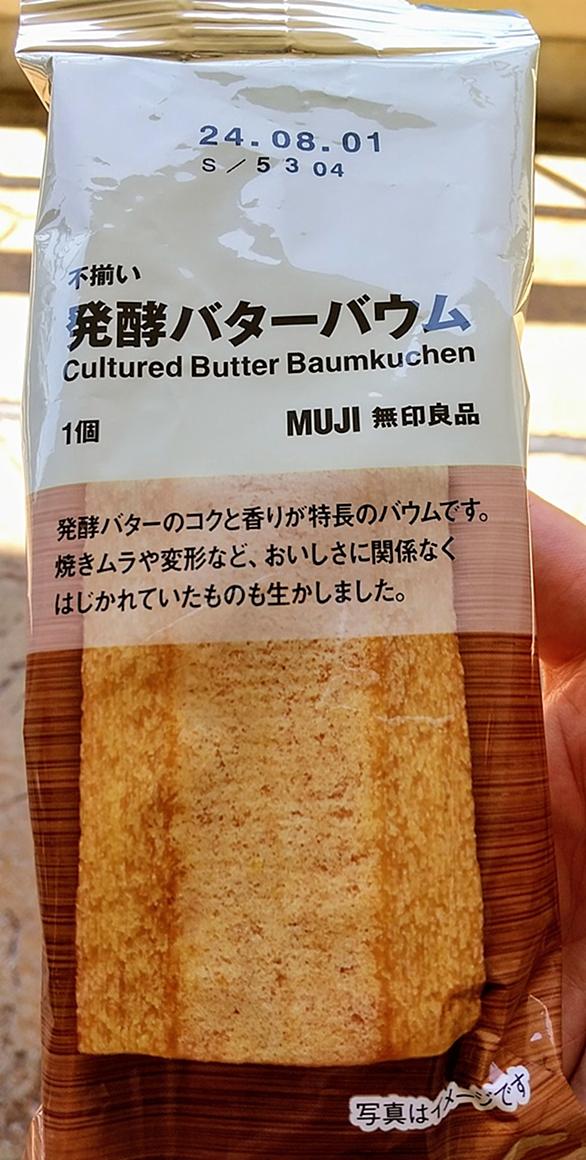 24.08.01
S/5304
不揃い
発酵バターバウム
Cultured Butter Baumkuchen
1個
MUJI 無印良品
発酵バターのコクと香りが特長のバウムです。
焼きムラや変形など、おいしさに関係なく
はじかれていたものも生かしました。
写真はイメージです